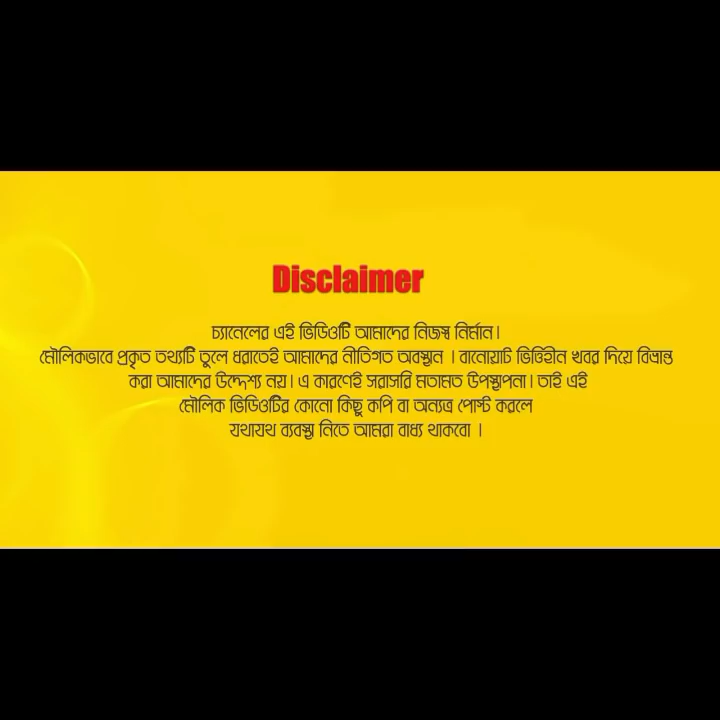 Disclaimer
চ্যানেলের এই ভিডিওটি আমাদের নিজস্ব নির্মান।
মৌলিকভাবে প্রকৃত তথ্যটি তুলে ধরাতেই আমাদের নীতিগত অবস্থান । বানোয়াট ভিত্তিহীন খবর দিয়ে বিভ্রান্ত
করা আমাদের উদ্দেশ্য নয়। এ কারণেই সরাসরি মতামত উপস্থাপনা। তাই এই
মৌলিক ভিডিওটির কোনো কিছু কপি বা অন্যত্র পোস্ট করলে
যথাযথ ব্যবস্থা নিতে আমরা বাধ্য থাকবো ।